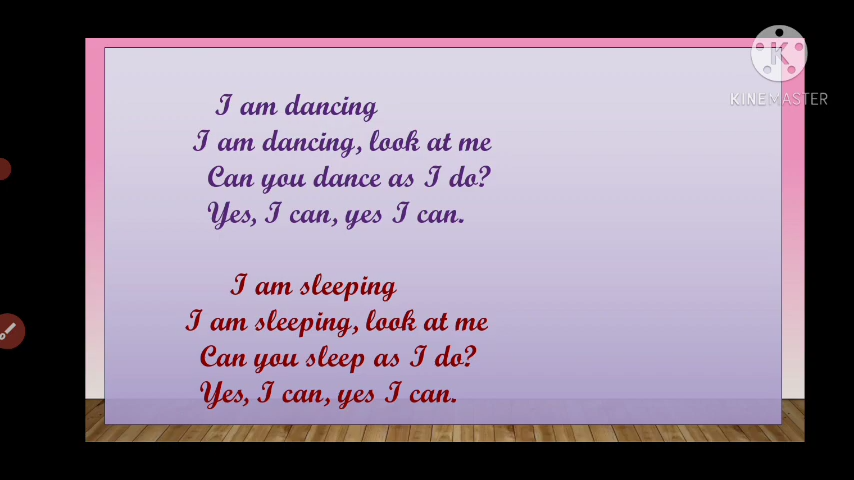 KINEMASTER
I am dancing
I am dancing, look at me
Can you dance as I do?
Yes, I can, yes I can.
I am sleeping
I am sleeping, look at me
Can you sleep as I do?
Yes, I can, yes I can.